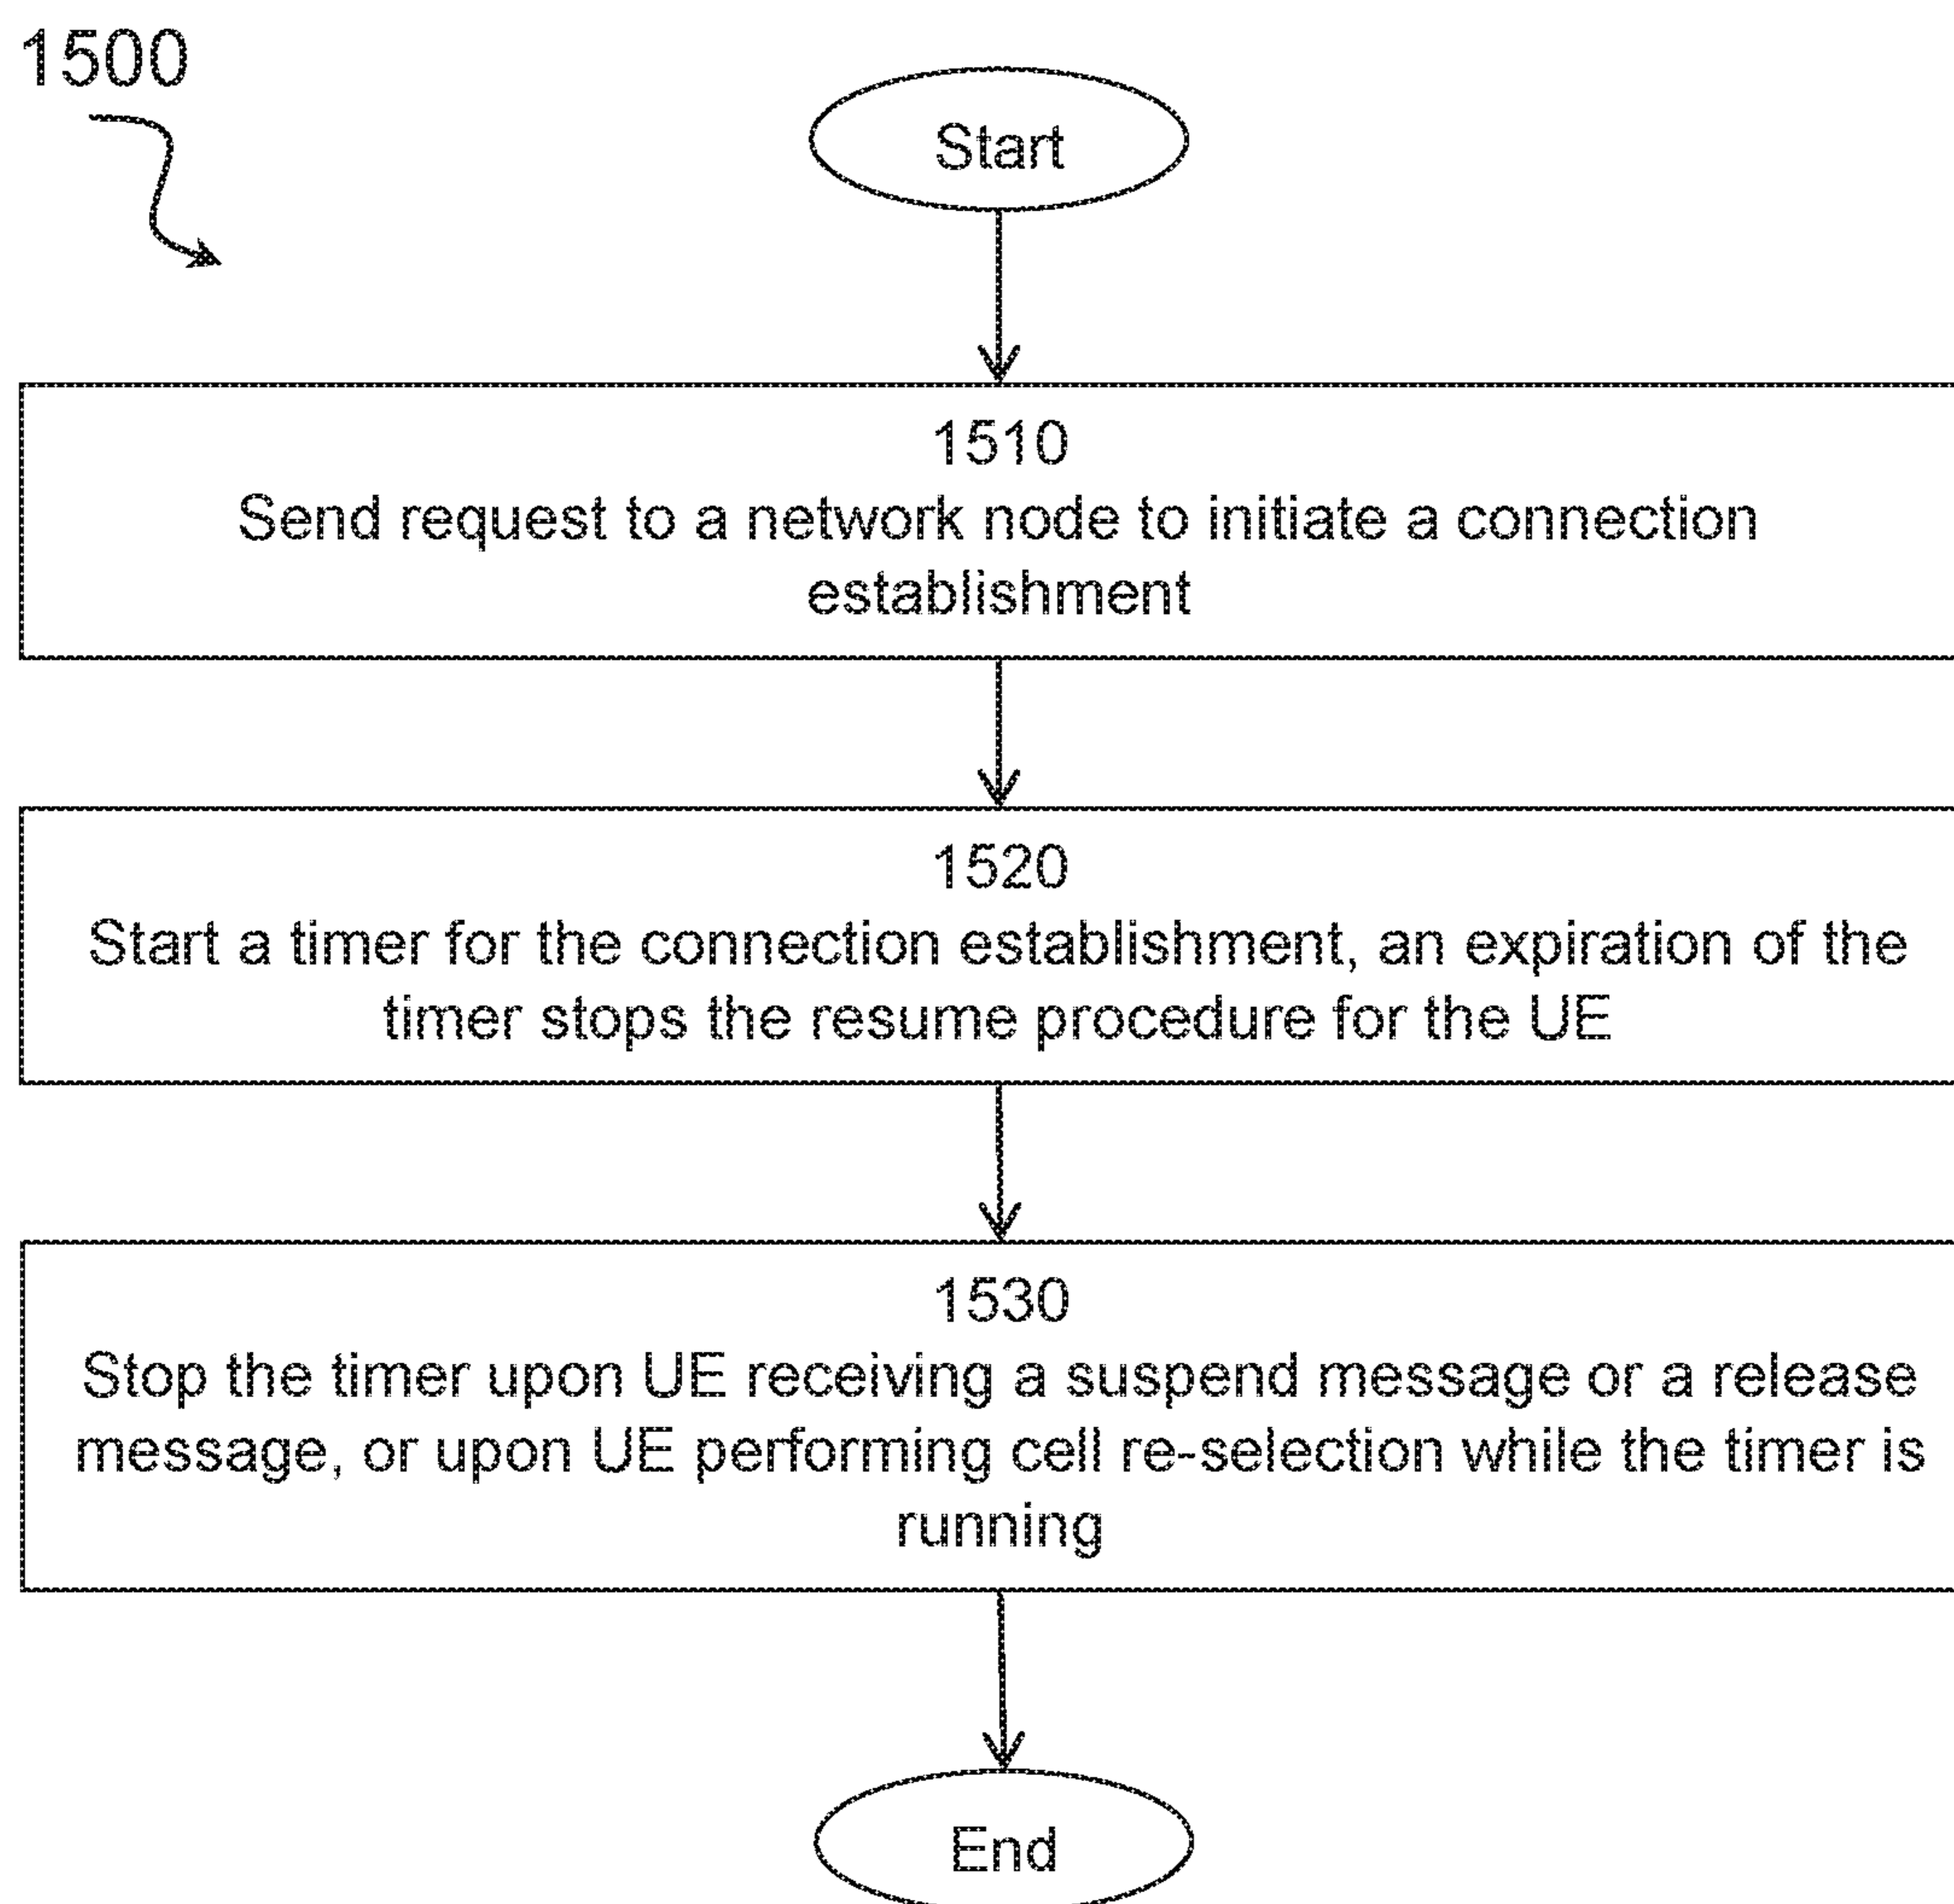 1500
Start
1510
Send request to a network node to initiate a connection
establishment
1520
Start a timer for the connection establishment, an expiration of the
timer stops the resume procedure for the UE
1530
Stop the timer upon UE receiving a suspend message or a release
message, or upon UE performing cell re-selection while the timer is
running
End